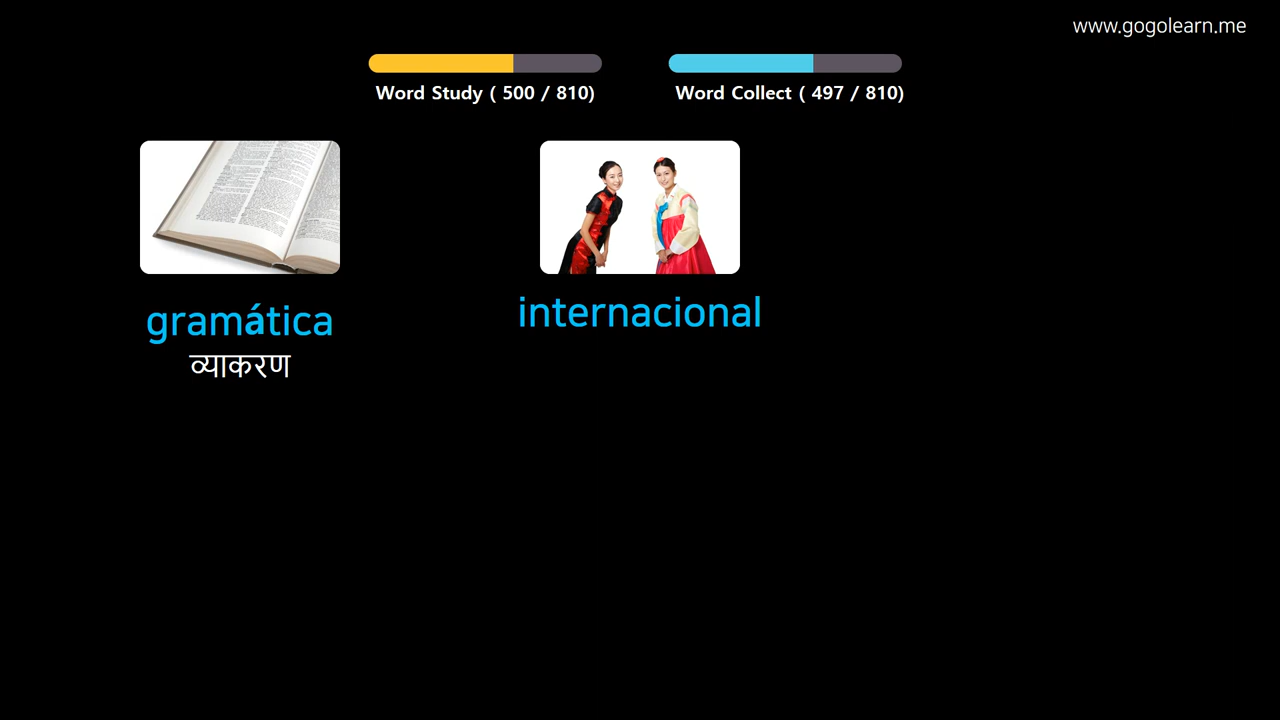 www.gogolearn.me
Word Study ( 500 / 810)
Word Collect ( 497 / 810)
gramática
internacional
व्याकरण